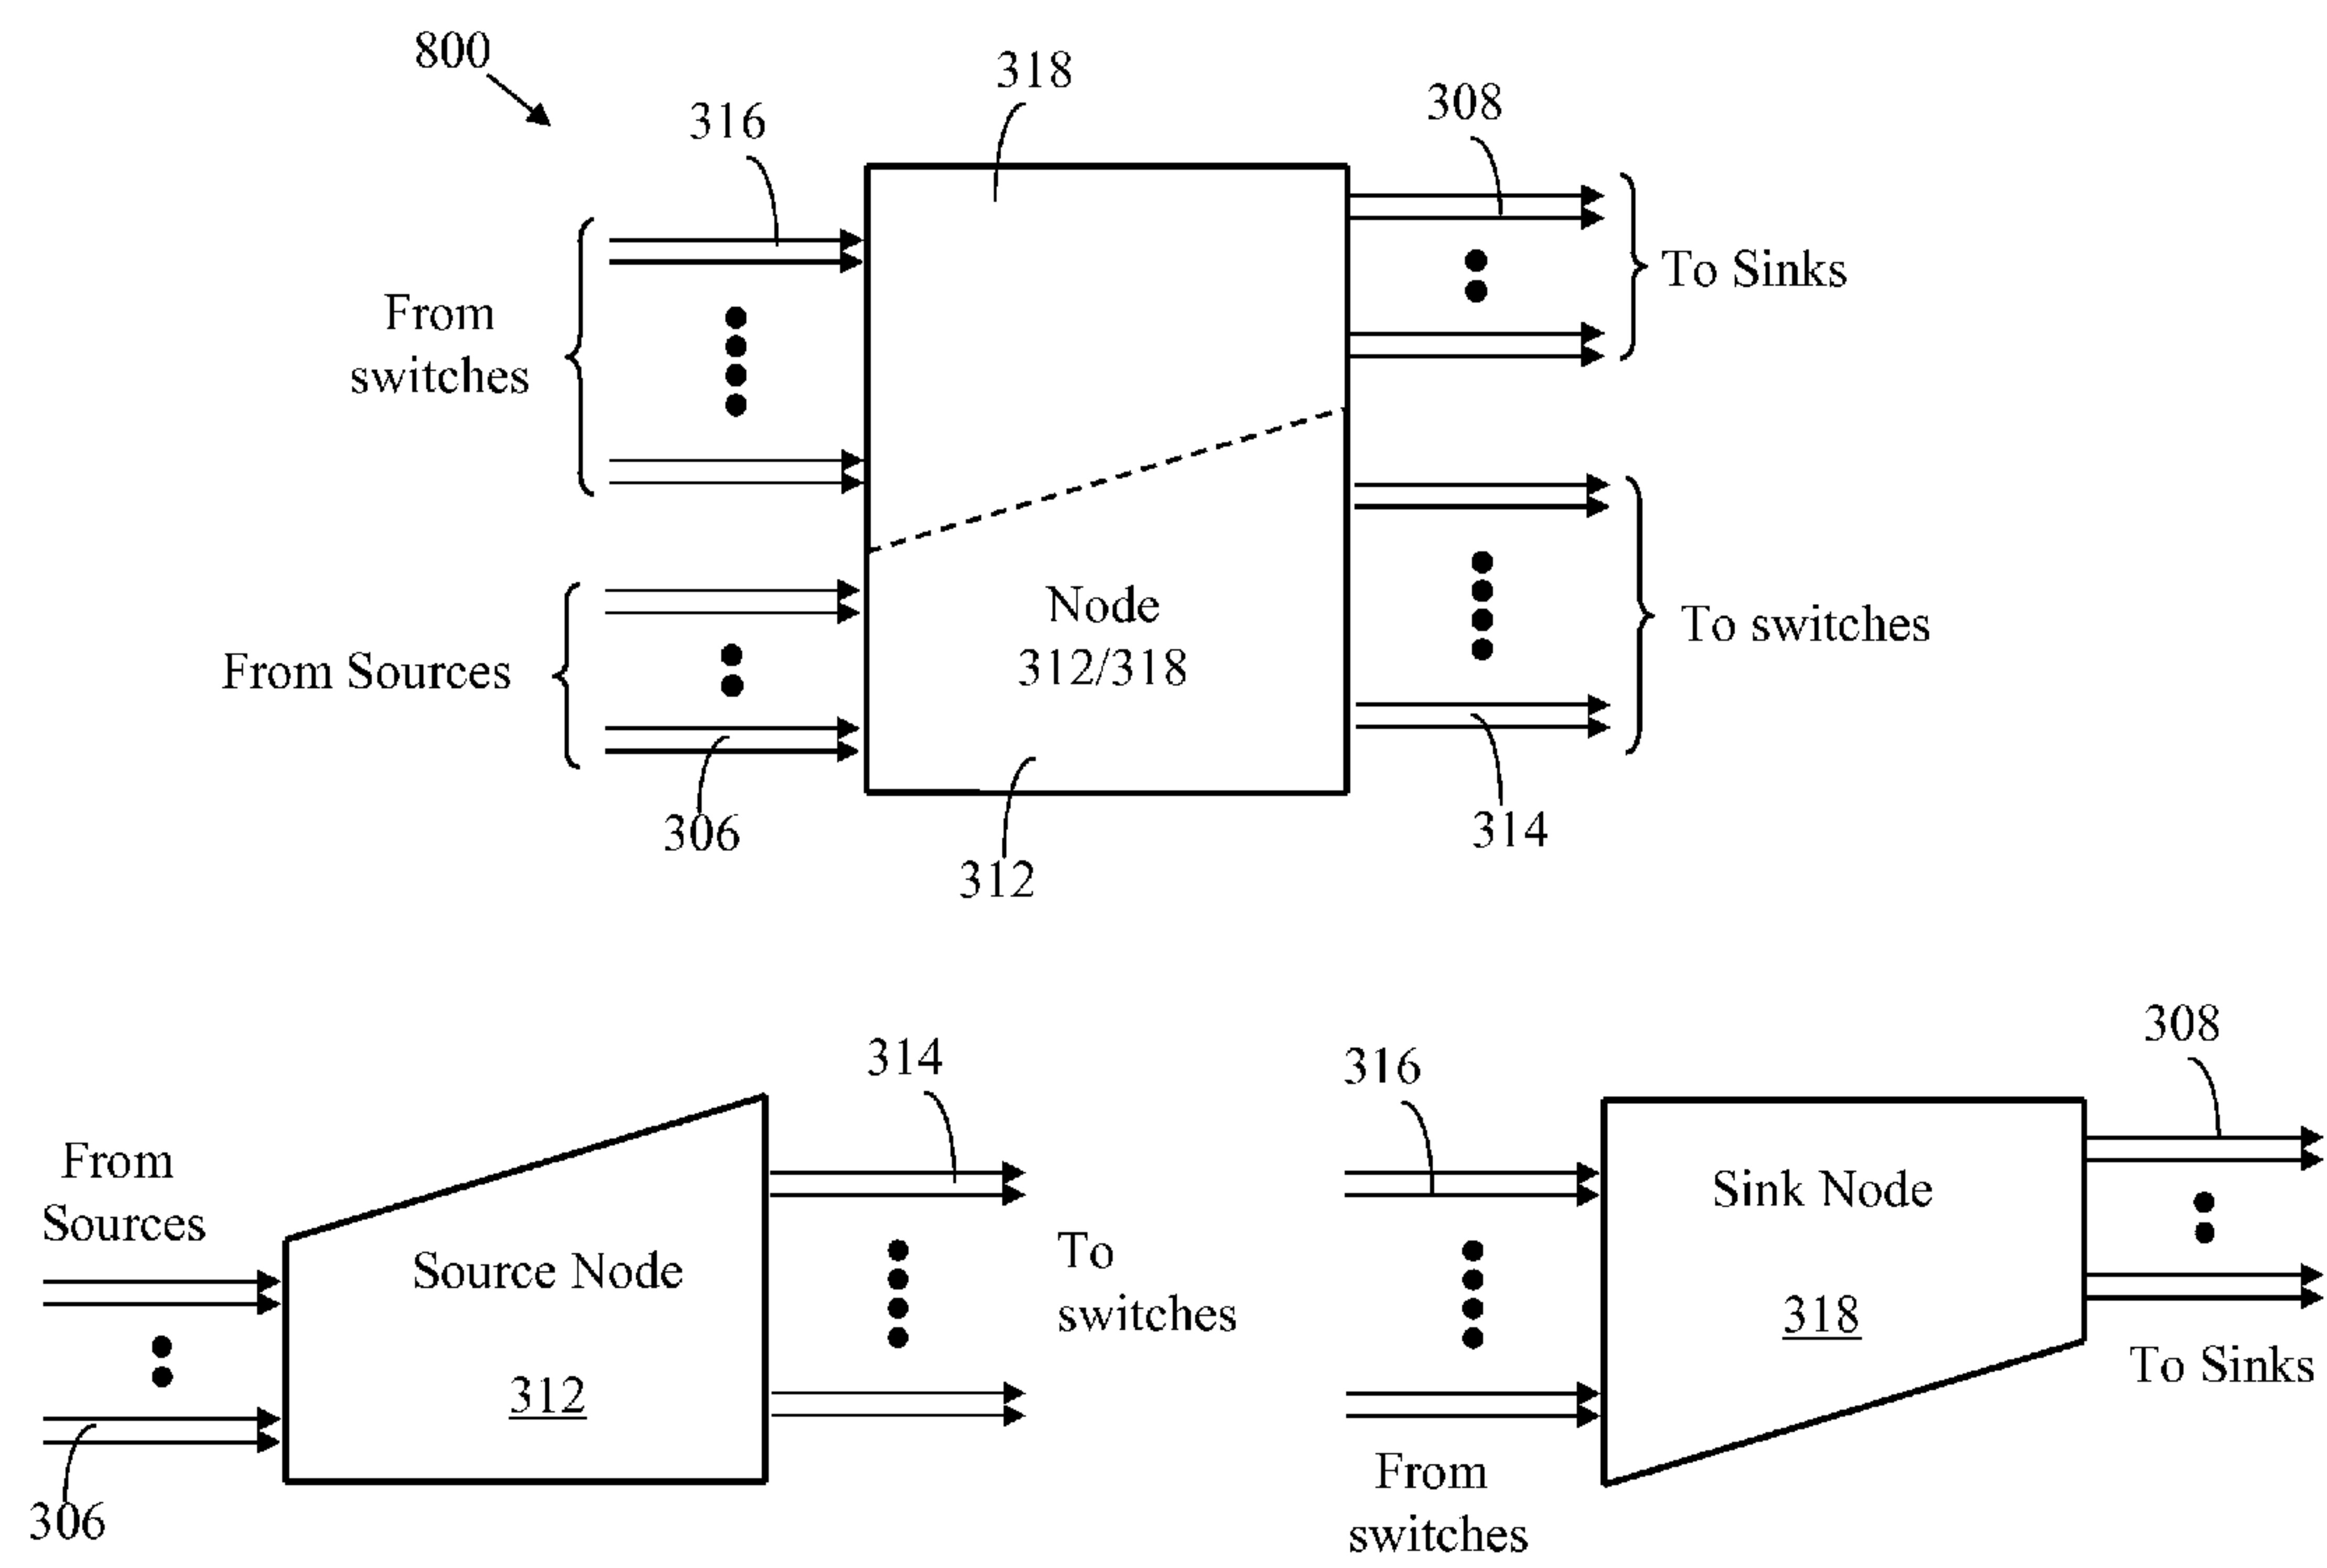 800
318
308
316
To Sinks
From
switches
Node
312/318
To switches
From Sources
306
314
312
308
314
316
From
Sources
Sink Node
To
switches
Source Node
318
To Sinks
312
From
switches
306